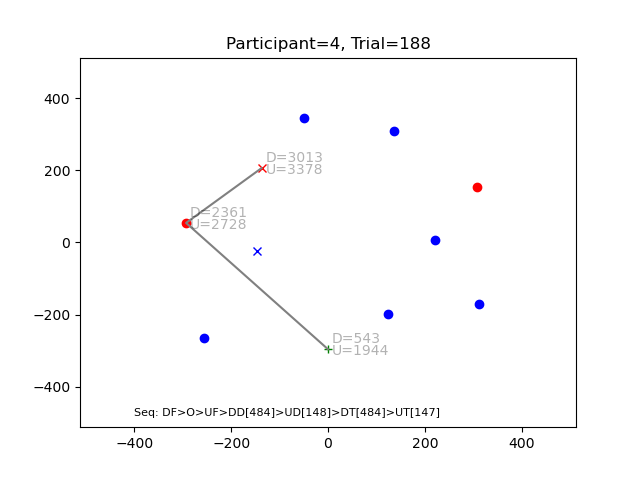 Participant=4, Trial=188
400
200
0
−200
−400
D=3013
U=3378
D=2361
U=2728
D=543
U=1944
Seq: DF>O>UF>DD[484]>UD[148]>DT[484]>UT[147]
−400
−200
0
200
400